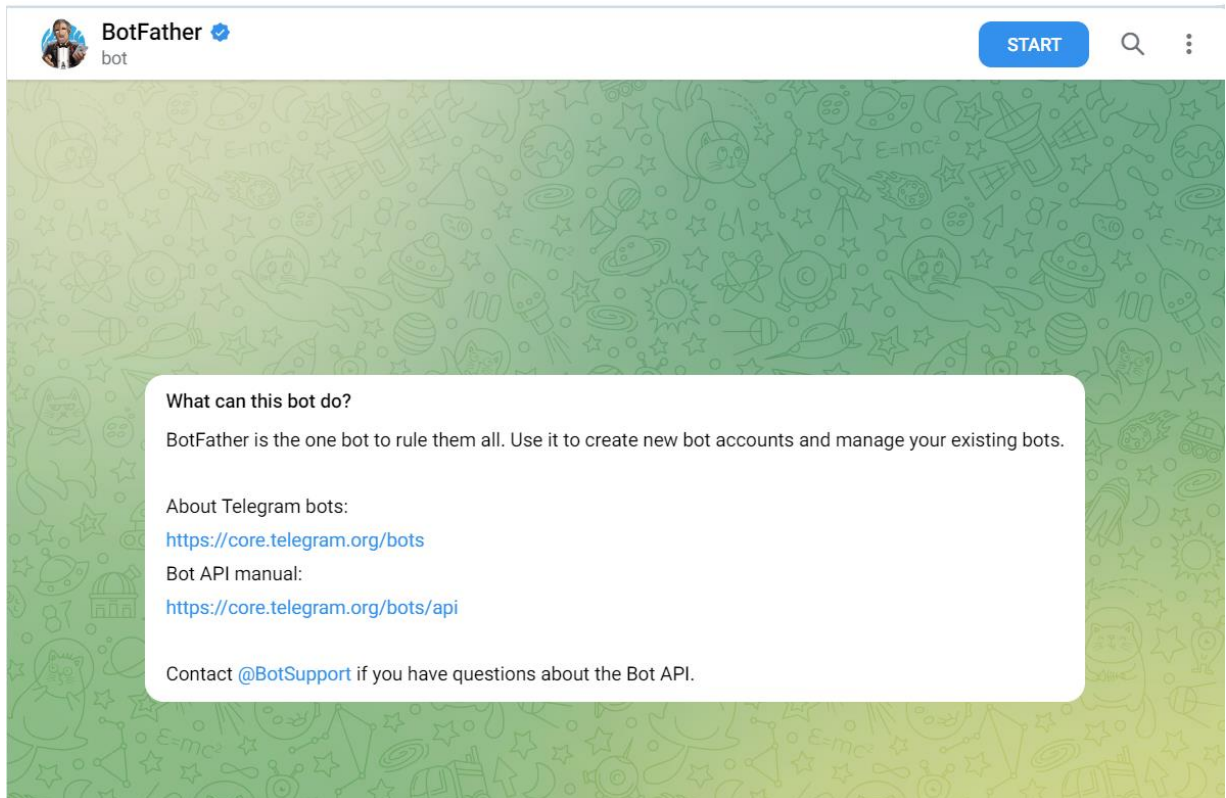 BotFather
bot
START
What can this bot do?
BotFather is the one bot to rule them all. Use it to create new bot accounts and manage your existing bots.
About Telegram bots:
https://core.telegram.org/bots
Bot API manual:
https://core.telegram.org/bots/api
Contact @BotSupport if you have questions about the Bot API.